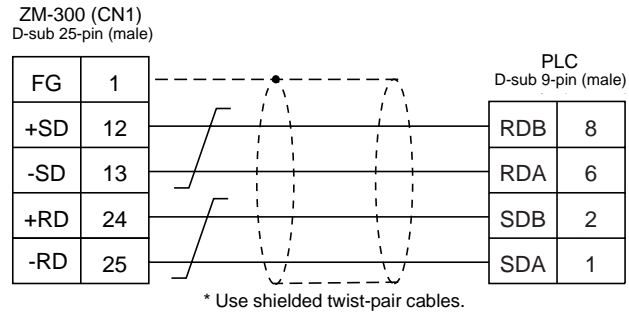 ZM-300 (CN1)
D-sub 25-pin (male)
PLC
D-sub 9-pin (male)
FG 1
+SD 12 RDB 8
-SD 13 RDA 6
+RD 24 SDB 2
-RD 25 SDA 1
* Use shielded twist-pair cables.